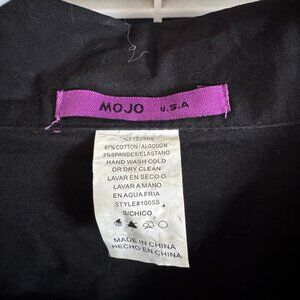 MOJO U.S.A
97% COTTON/ALGODON
3%SPANDEX/ELASTANO
HAND WASH COLD
OR DRY CLEAN
LAVAR EN SECO O
LAVAR A MANO
EN AGUA FRIA
STYLE#1005S
S/CHICO
MADE IN CHINA
HECHO EN CHINA